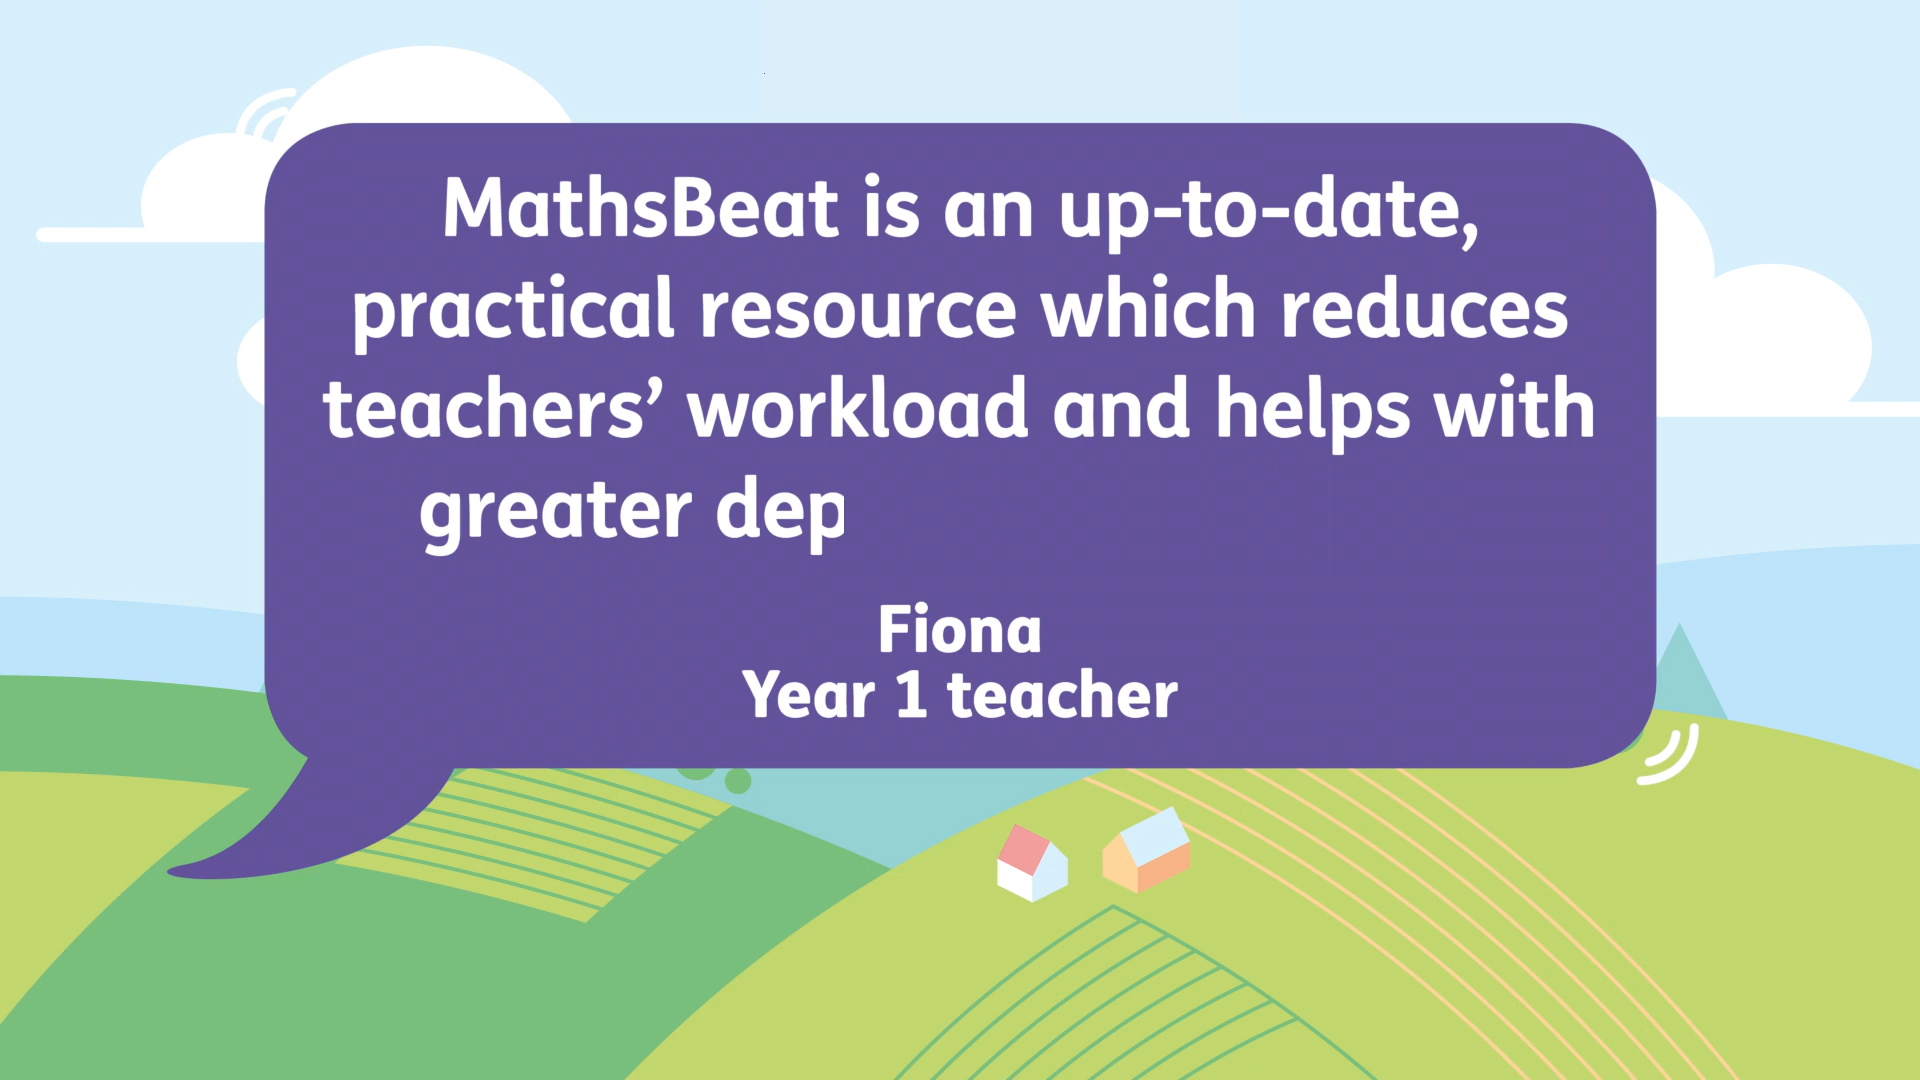 MathsBeat is an up-to-date,
practical resource which reduces
teachers’ workload and helps with
greater dep
Fiona
Year 1 teacher